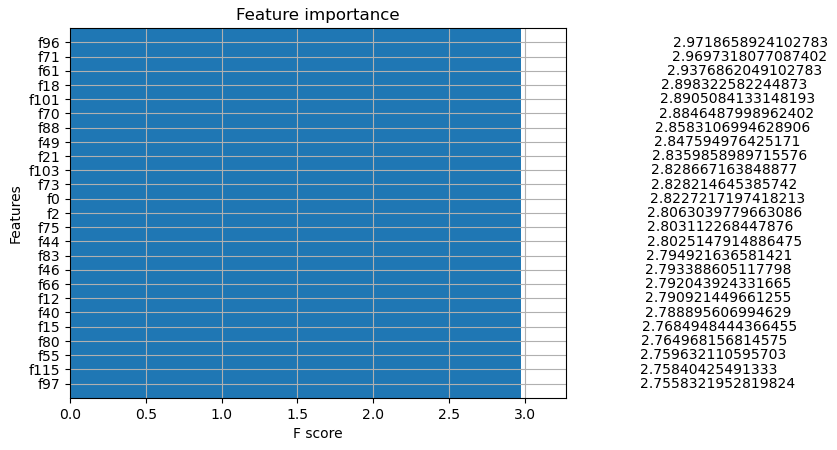 Feature importance
f96 2.9718658924102783
f71 2.9697318077087402
f61 2.9376862049102783
f18 2.898322582244873
f101 2.8905084133148193
f70 2.8846487998962402
f88 2.8583106994628906
f49 2.847594976425171
f21 2.8359858989715576
f103 2.828667163848877
f73 2.828214645385742
f0 2.8227217197418213
f2 2.8063039779663086
f75 2.803112268447876
f44 2.8025147914886475
f83 2.794921636581421
f46 2.793388605117798
f66 2.792043924331665
f12 2.790921449661255
f40 2.788895606994629
f15 2.7684948444366455
f80 2.764968156814575
f55 2.759632110595703
f115 2.75840425491333
f97 2.7558321952819824
Features
0.0 0.5 1.0 1.5 2.0 2.5 3.0
F score